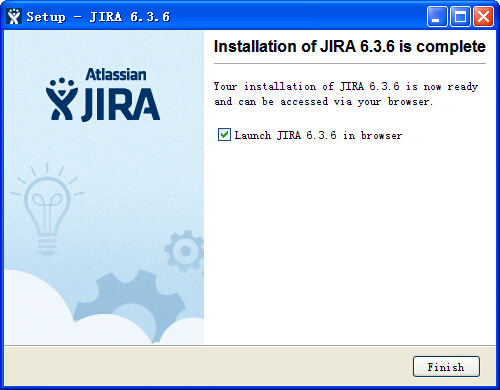 Setup - JIRA 6.3.6
Atlassian
JIRA
Installation of JIRA 6.3.6 is complete
Your installation of JIRA 6.3.6 is now ready
and can be accessed via your browser.
Launch JIRA 6.3.6 in browser
Finish